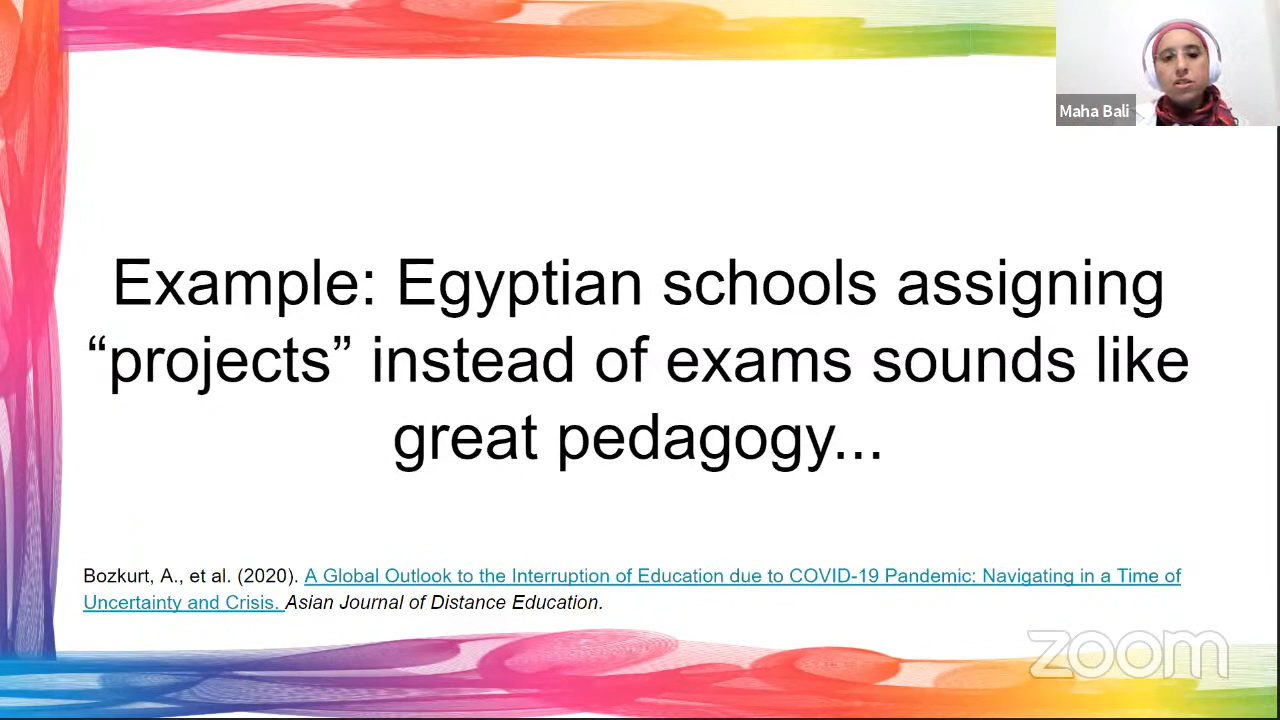 Maha Bali
Example: Egyptian schools assigning
“projects” instead of exams sounds like
great pedagogy...
Bozkurt, A., et al. (2020). A Global Outlook to the Interruption of Education due to COVID-19 Pandemic: Navigating in a Time of
Uncertainty and Crisis. Asian Journal of Distance Education.
zoom